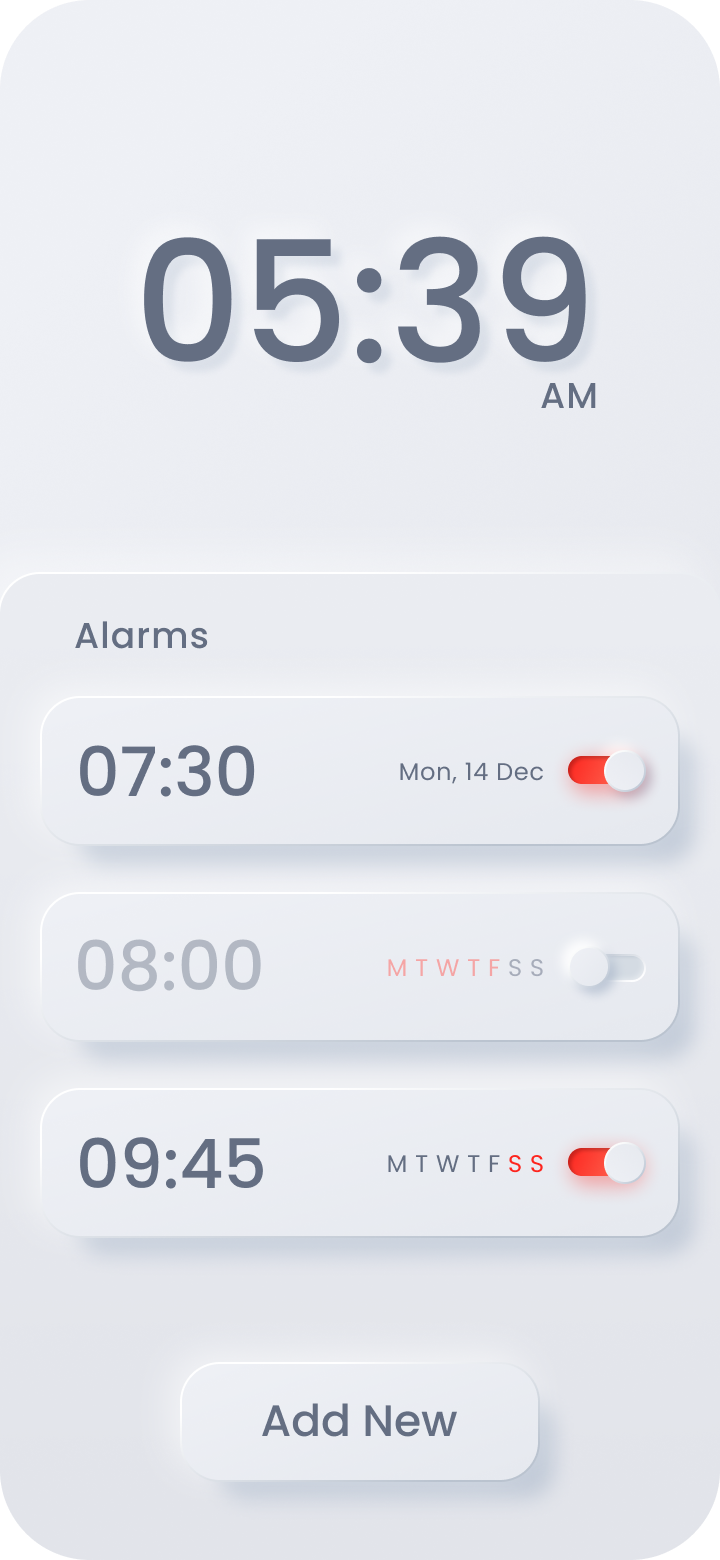 05:39
AM
Alarms
07:30 Mon, 14 Dec
08:00 M T W T F S S
09:45 M T W T F S S
Add New